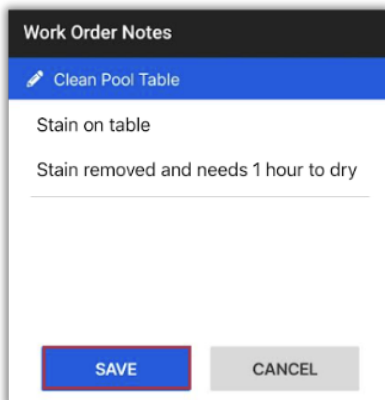 Work Order Notes
Clean Pool Table
Stain on table
Stain removed and needs 1 hour to dry
SAVE CANCEL